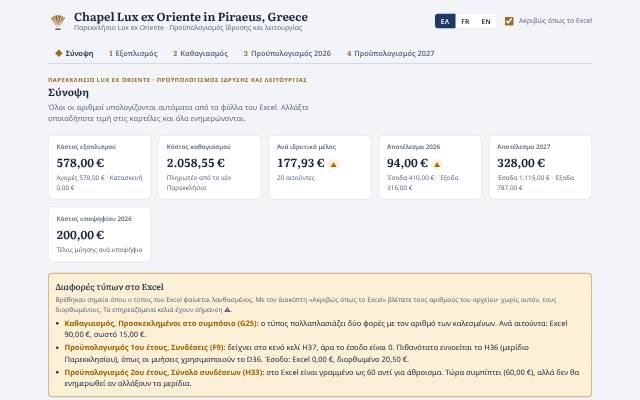 Chapel Lux ex Oriente in Piraeus, Greece
Παρεκκλήσιο Lux ex Oriente · Προϋπολογισμός ίδρυσης και λειτουργίας
ΕΛ FR EN
Ακριβώς όπως το Excel
◆ Σύνοψη 1 Εξοπλισμός 2 Καθαγιασμός 3 Προϋπολογισμός 2026 4 Προϋπολογισμός 2027
ΠΑΡΕΚΚΛΗΣΙΟ LUX EX ORIENTE · ΠΡΟΫΠΟΛΟΓΙΣΜΟΣ ΙΔΡΥΣΗΣ ΚΑΙ ΛΕΙΤΟΥΡΓΙΑΣ
Σύνοψη
Όλοι οι αριθμοί υπολογίζονται αυτόματα από τα φύλλα του Excel. Αλλάξτε
οποιαδήποτε τιμή στις καρτέλες και όλα ενημερώνονται.
Κόστος εξοπλισμού
578,00 €
Αγορές 578,00 € · Κατασκευή
0,00 €
Κόστος καθαγιασμού
2.058,55 €
Πληρωτέο από το νέο
Παρεκκλήσιο
Ανά ιδρυτικό μέλος
177,93 € ▲
20 αιτούντες
Αποτέλεσμα 2026
94,00 € ▲
Έσοδα 410,00 € · Έξοδα
316,00 €
Αποτέλεσμα 2027
328,00 €
Έσοδα 1.115,00 € · Έξοδα
787,00 €
Κόστος υποψηφίου 2026
200,00 €
Τέλος μύησης ανά υποψήφιο
Διαφορές τύπων στο Excel
Βρέθηκαν σημεία όπου ο τύπος του Excel φαίνεται λανθασμένος. Με τον διακόπτη «Ακριβώς όπως το Excel» βλέπετε τους αριθμούς του αρχείου· χωρίς αυτόν, τους
διορθωμένους. Τα επηρεαζόμενα κελιά έχουν σήμανση ▲.
• Καθαγιασμός, Προσκεκλημένοι στο συμπόσιο (G25): ο τύπος πολλαπλασιάζει δύο φορές με τον αριθμό των καλεσμένων. Ανά αιτούντα: Excel
90,00 €, σωστό 15,00 €.
• Προϋπολογισμός 1ου έτους, Συνδέσεις (F9): δείχνει στο κενό κελί H37, άρα το έσοδο είναι 0. Πιθανότατα εννοείται το H36 (μερίδιο
Παρεκκλησίου), όπως οι μυήσεις χρησιμοποιούν το D36. Έσοδο: Excel 0,00 €, διορθωμένο 20,50 €.
• Προϋπολογισμός 2ου έτους, Σύνολο συνδέσεων (H33): στο Excel είναι γραμμένο ως 60 αντί για άθροισμα. Τώρα συμπίπτει (60,00 €), αλλά δεν θα
ενημερωθεί αν αλλάξουν τα μερίδια.